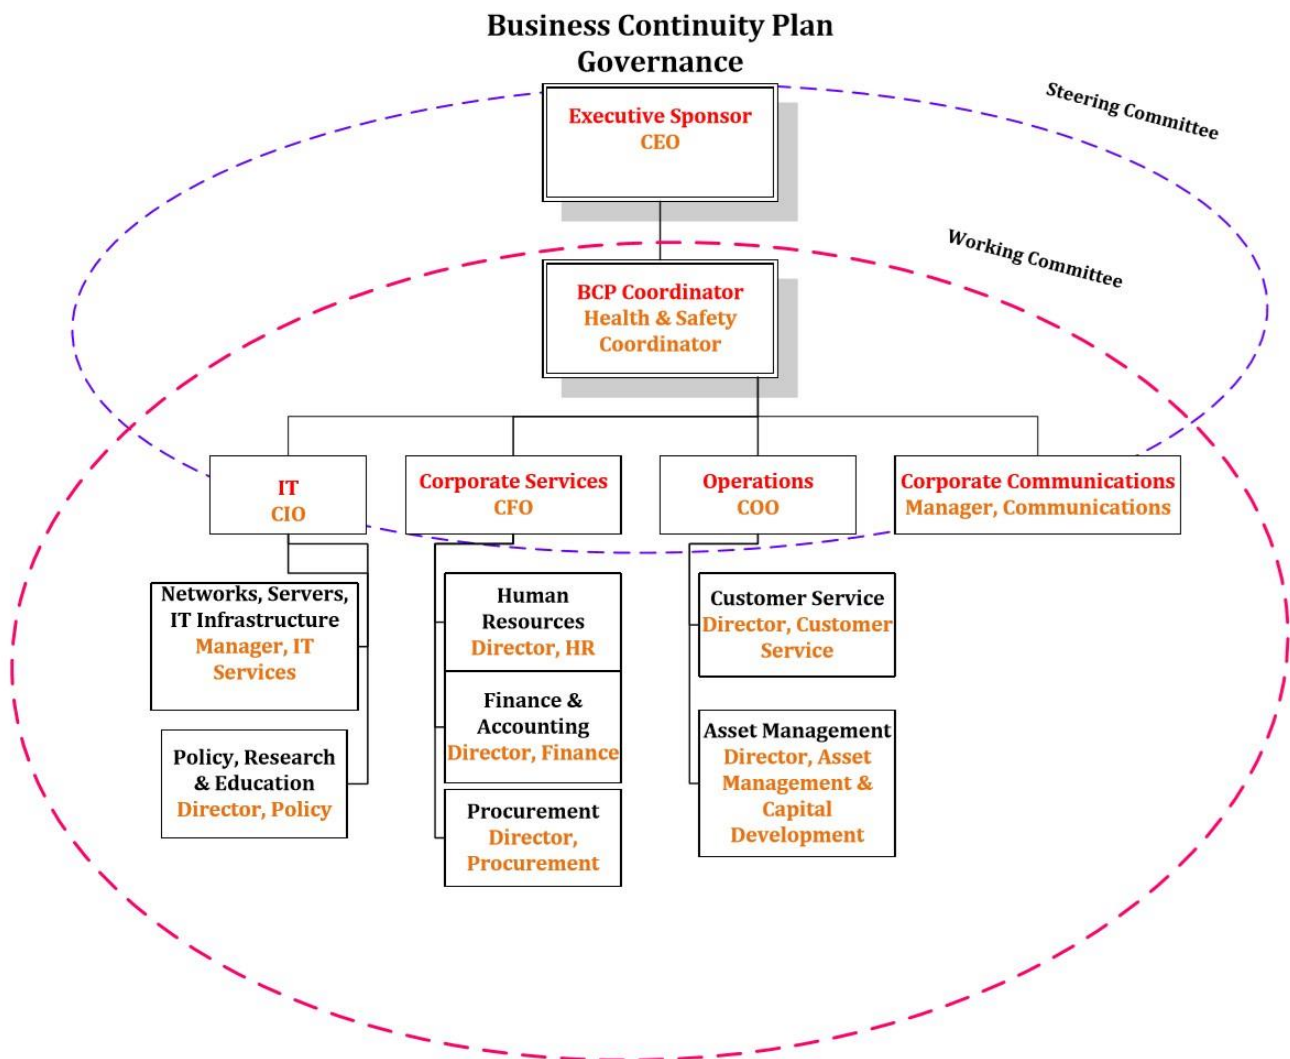 Business Continuity Plan
Governance
Steering Committee
Executive Sponsor
CEO
Working Committee
BCP Coordinator
Health & Safety
Coordinator
IT
CIO
Corporate Services
CFO
Operations
COO
Corporate Communications
Manager, Communications
Networks, Servers,
IT Infrastructure
Manager, IT
Services
Policy, Research
& Education
Director, Policy
Human
Resources
Director, HR
Finance &
Accounting
Director, Finance
Procurement
Director,
Procurement
Customer Service
Director, Customer
Service
Asset Management
Director, Asset
Management &
Capital
Development